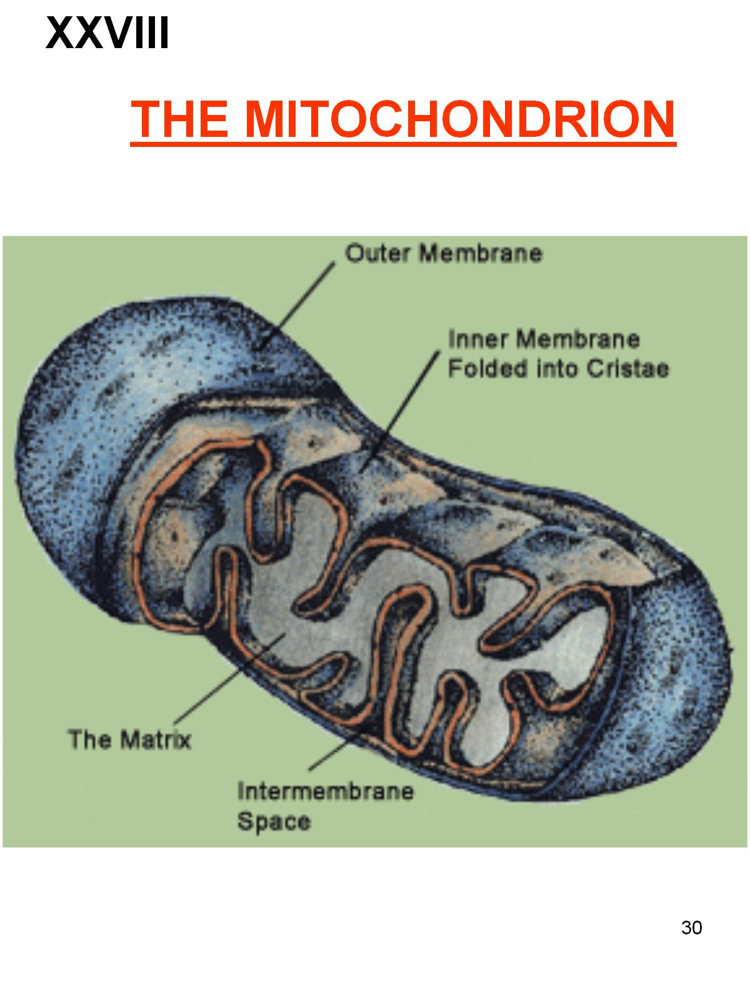 XXVIII
THE MITOCHONDRION
Outer Membrane
Inner Membrane
Folded into Cristae
The Matrix
Intermembrane
Space
30